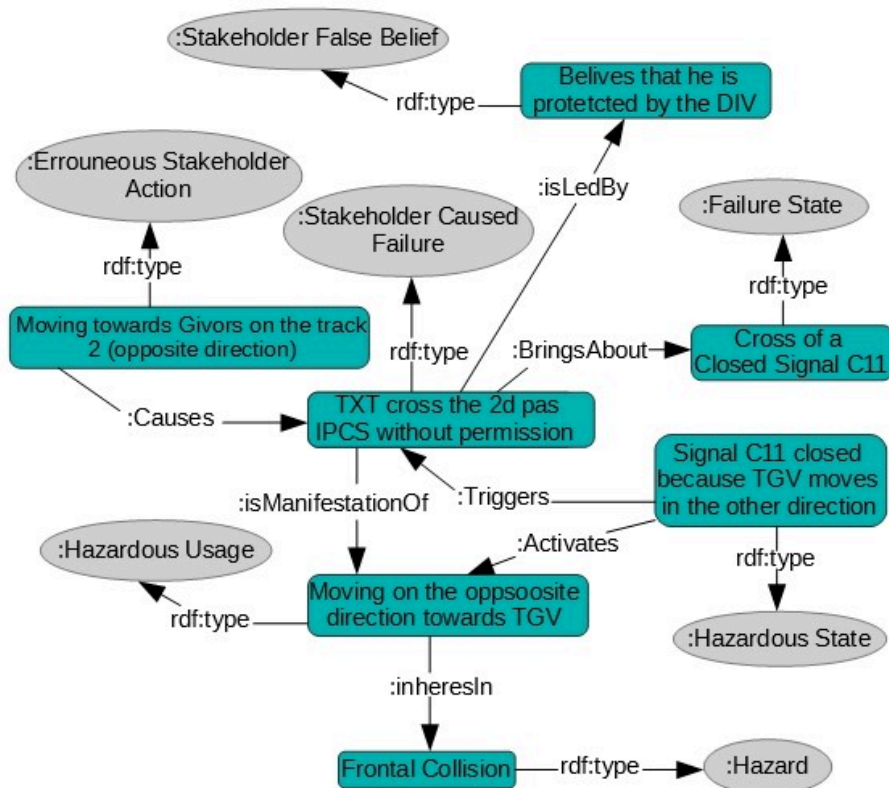 :Stakeholder False Belief
Belives that he is
protetcted by the DIV
rdf:type
:Errouneous Stakeholder
Action
:isLedBy
:Stakeholder Caused
Failure
:Failure State
rdf:type
rdf:type
Moving towards Givors on the track
2 (opposite direction)
rdf:type
:BringsAbout
Cross of a
Closed Signal C11
:Causes
TXT cross the 2d pas
IPCS without permission
Signal C11 closed
because TGV moves
in the other direction
:isManifestationOf
:Triggers
:Hazardous Usage
:Activates
rdf:type
rdf:type
Moving on the oppsoosite
direction towards TGV
:Hazardous State
:inheresIn
Frontal Collision
rdf:type
:Hazard